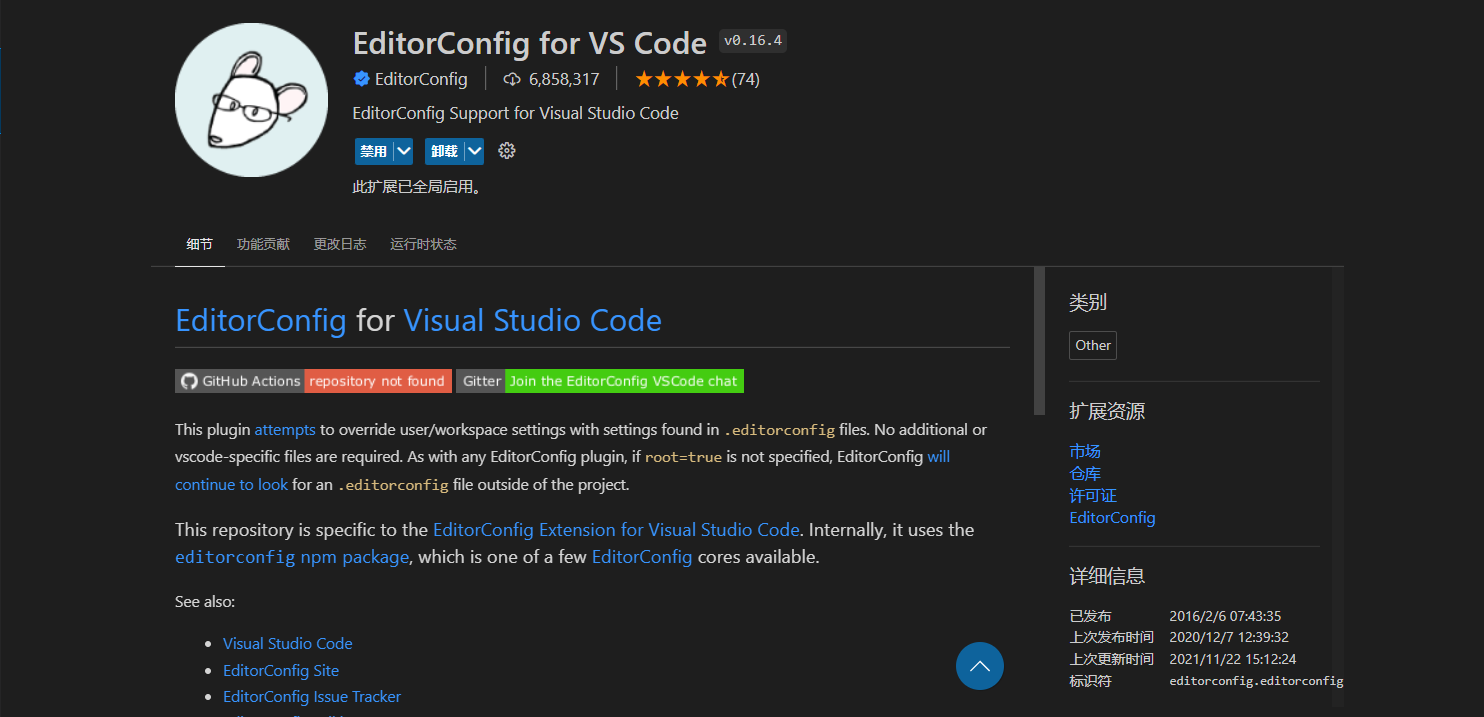 EditorConfig for VS Code v0.16.4
EditorConfig 6,858,317 (74)
EditorConfig Support for Visual Studio Code
禁用 卸载
此扩展已全局启用。
细节 功能贡献 更改日志 运行时状态
EditorConfig for Visual Studio Code
GitHub Actions repository not found Gitter Join the EditorConfig VSCode chat
This plugin attempts to override user/workspace settings with settings found in .editorconfig files. No additional or
vscode-specific files are required. As with any EditorConfig plugin, if root=true is not specified, EditorConfig will
continue to look for an .editorconfig file outside of the project.
This repository is specific to the EditorConfig Extension for Visual Studio Code. Internally, it uses the
editorconfig npm package, which is one of a few EditorConfig cores available.
See also:
Visual Studio Code
EditorConfig Site
EditorConfig Issue Tracker
类别
Other
扩展资源
市场
仓库
许可证
EditorConfig
详细信息
已发布 2016/2/6 07:43:35
上次发布时间 2020/12/7 12:39:32
上次更新时间 2021/11/22 15:12:24
标识符 editorconfig.editorconfig